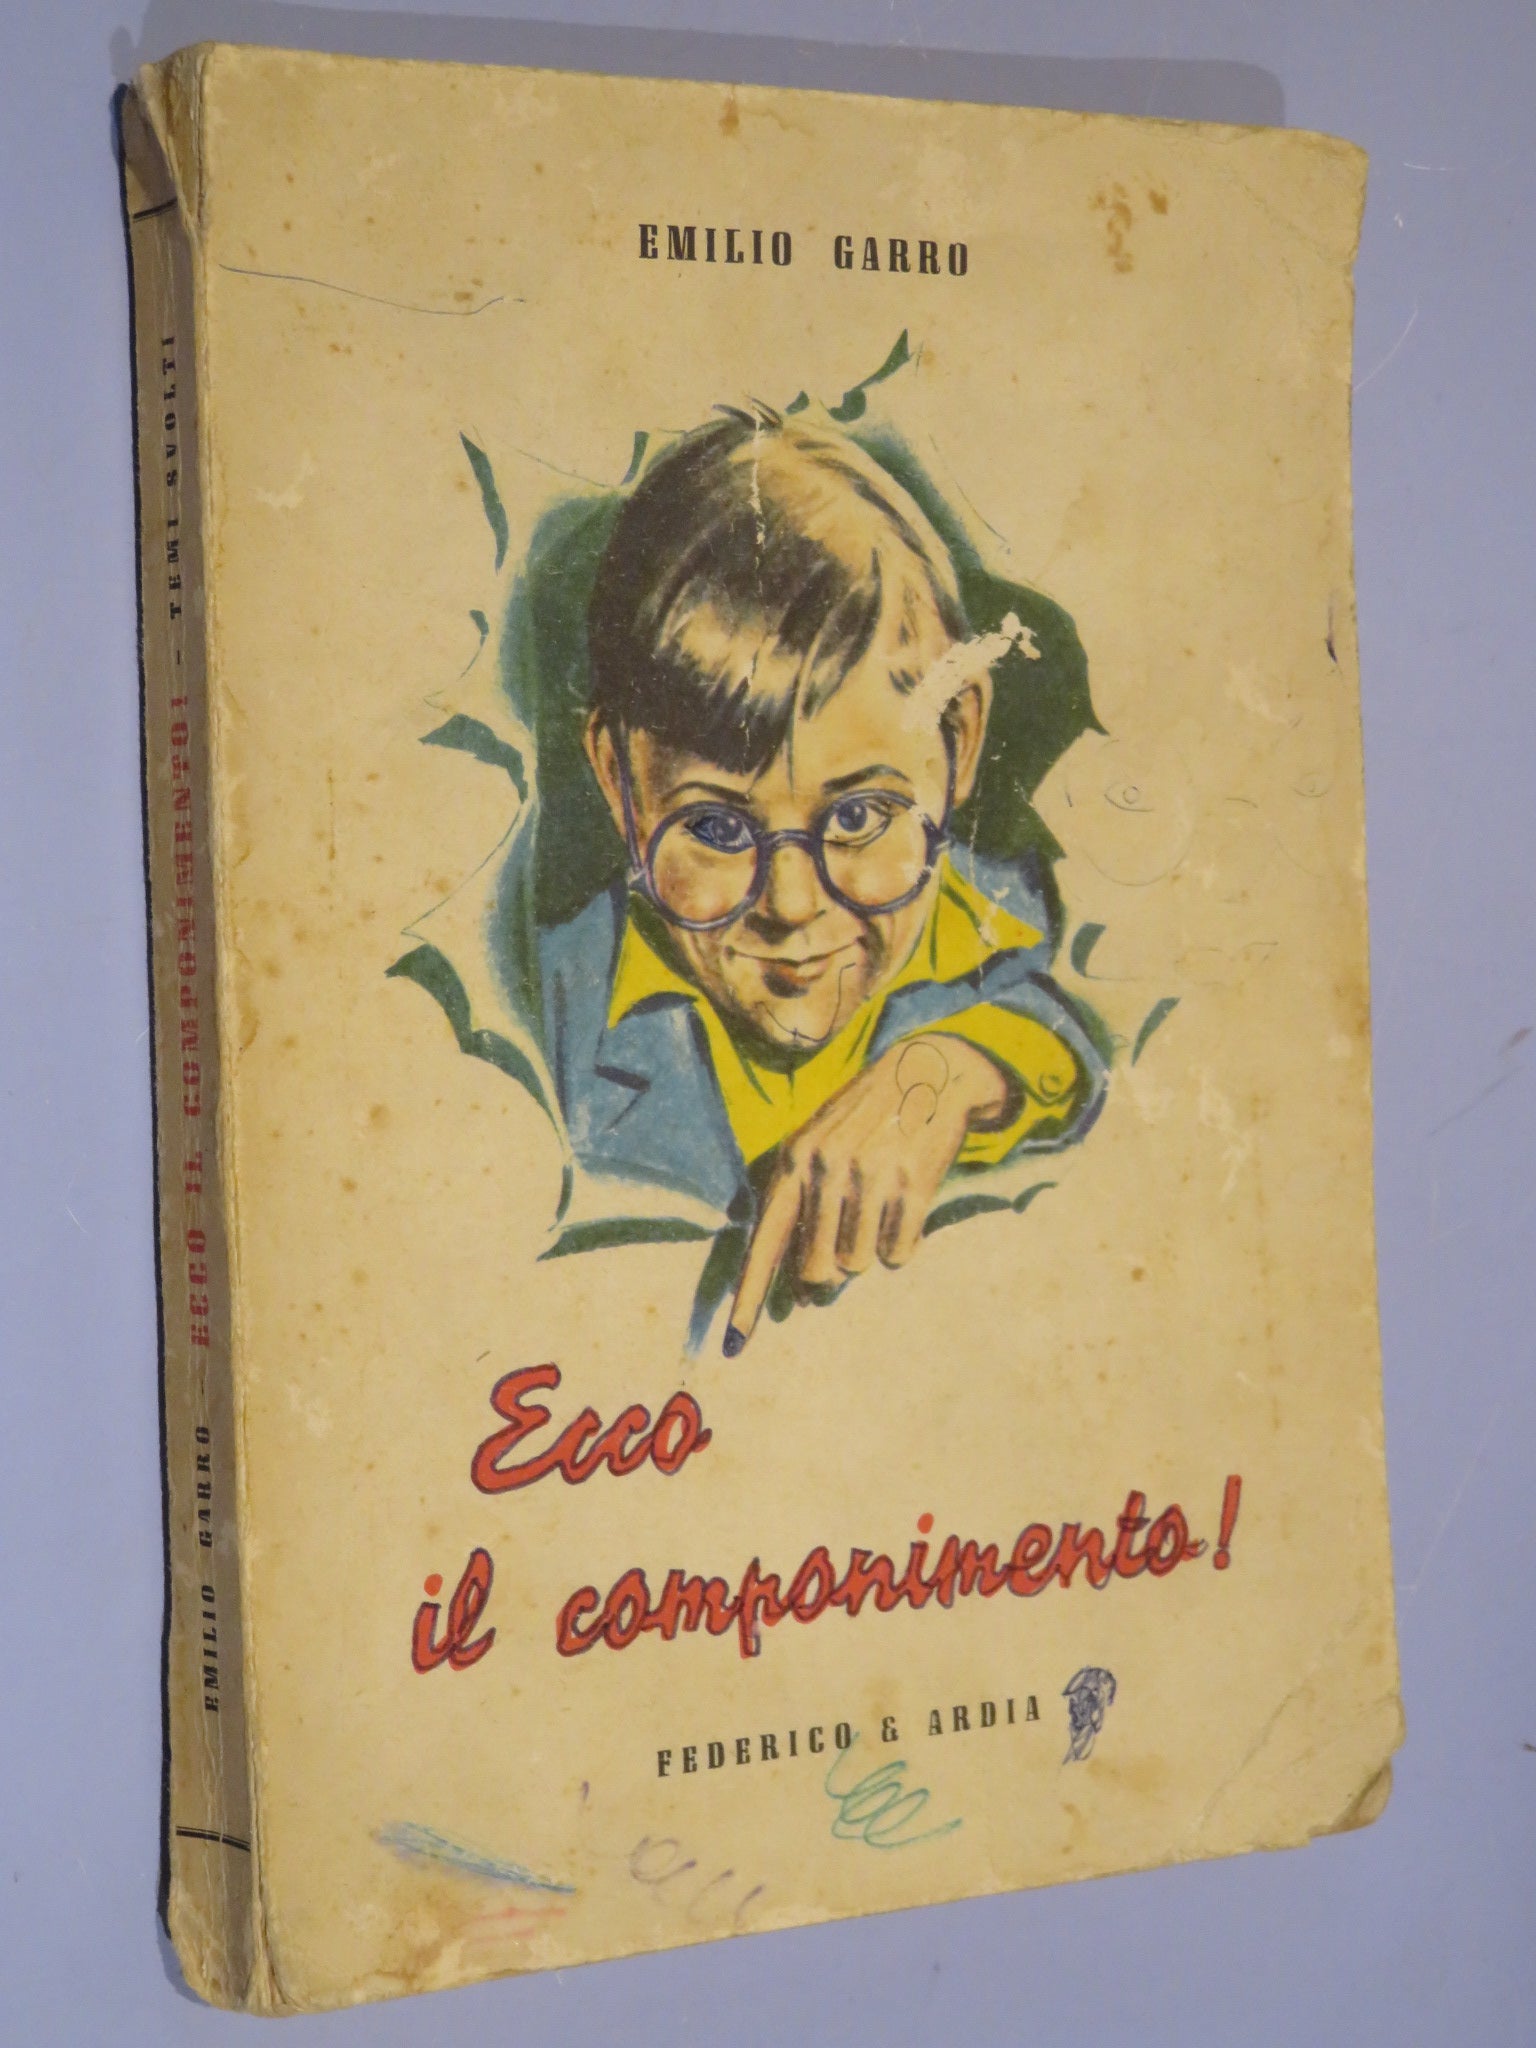 EMILIO GARRO
Ecco
il componimento!
FEDERICO & ARDIA
EMILIO GARRO - ECCO IL COMPONIMENTO! - TEMI SVOLTI